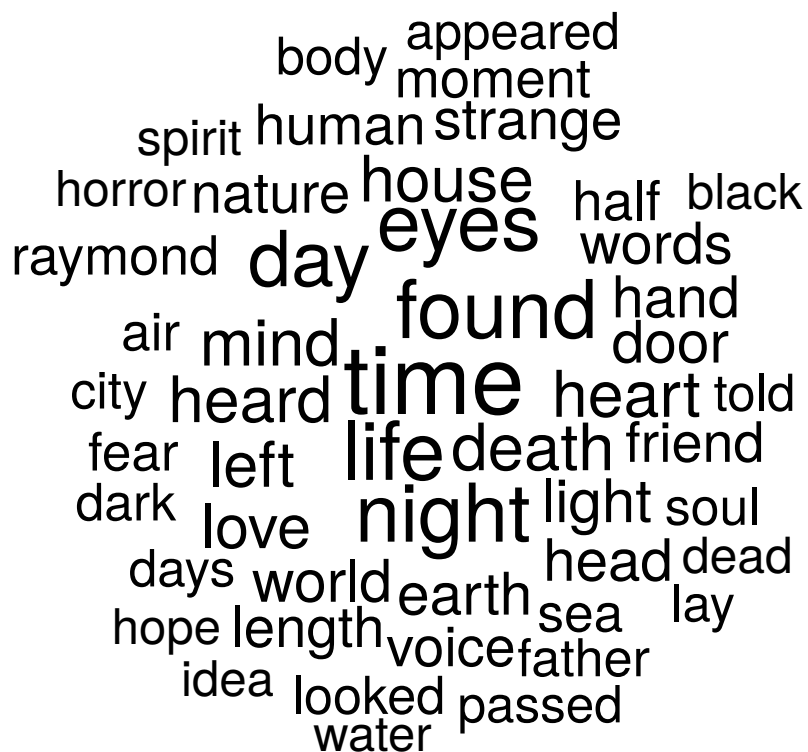 appeared
body
moment
human strange
spirit
house
horror nature half black
eyes
raymond day words
found hand
air mind door
time
city heard heart told
life death friend
fear left
dark night light soul
love
days world head dead
earth sea lay
hope length voice father
idea looked passed
water